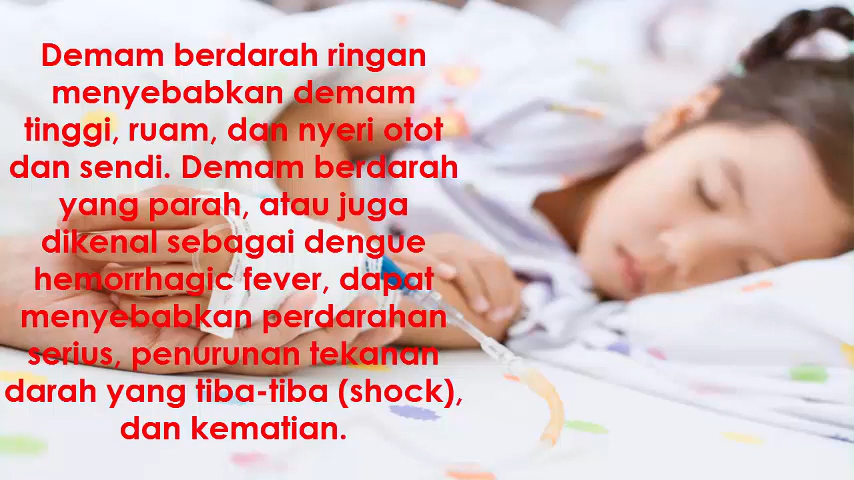 Demam berdarah ringan
menyebabkan demam
tinggi, ruam, dan nyeri otot
dan sendi. Demam berdarah
yang parah, atau juga
dikenal sebagai dengue
hemorrhagic fever, dapat
menyebabkan perdarahan
serius, penurunan tekanan
darah yang tiba-tiba (shock),
dan kematian.